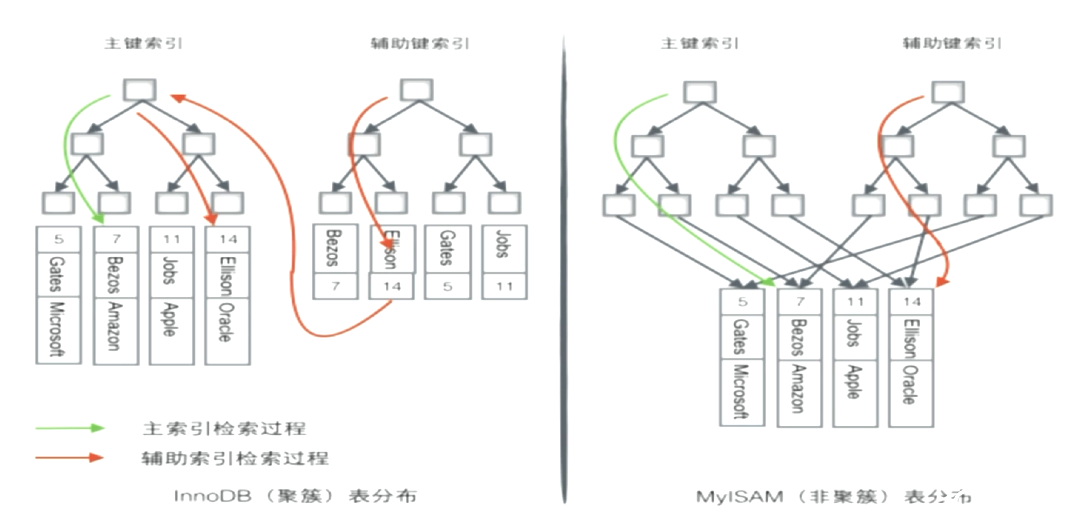 主键索引
辅助键索引
5
Gates
Microsoft
7
Bezos
Amazon
11
Jobs
Apple
14
Ellison
Oracle
Bezos
7
Ellison
14
Gates
5
Jobs
11
主索引检索过程
辅助索引检索过程
InnoDB（聚簇）表分布
主键索引
辅助键索引
5
Gates
Microsoft
7
Bezos
Amazon
11
Jobs
Apple
14
Ellison
Oracle
MyISAM（非聚簇）表分布